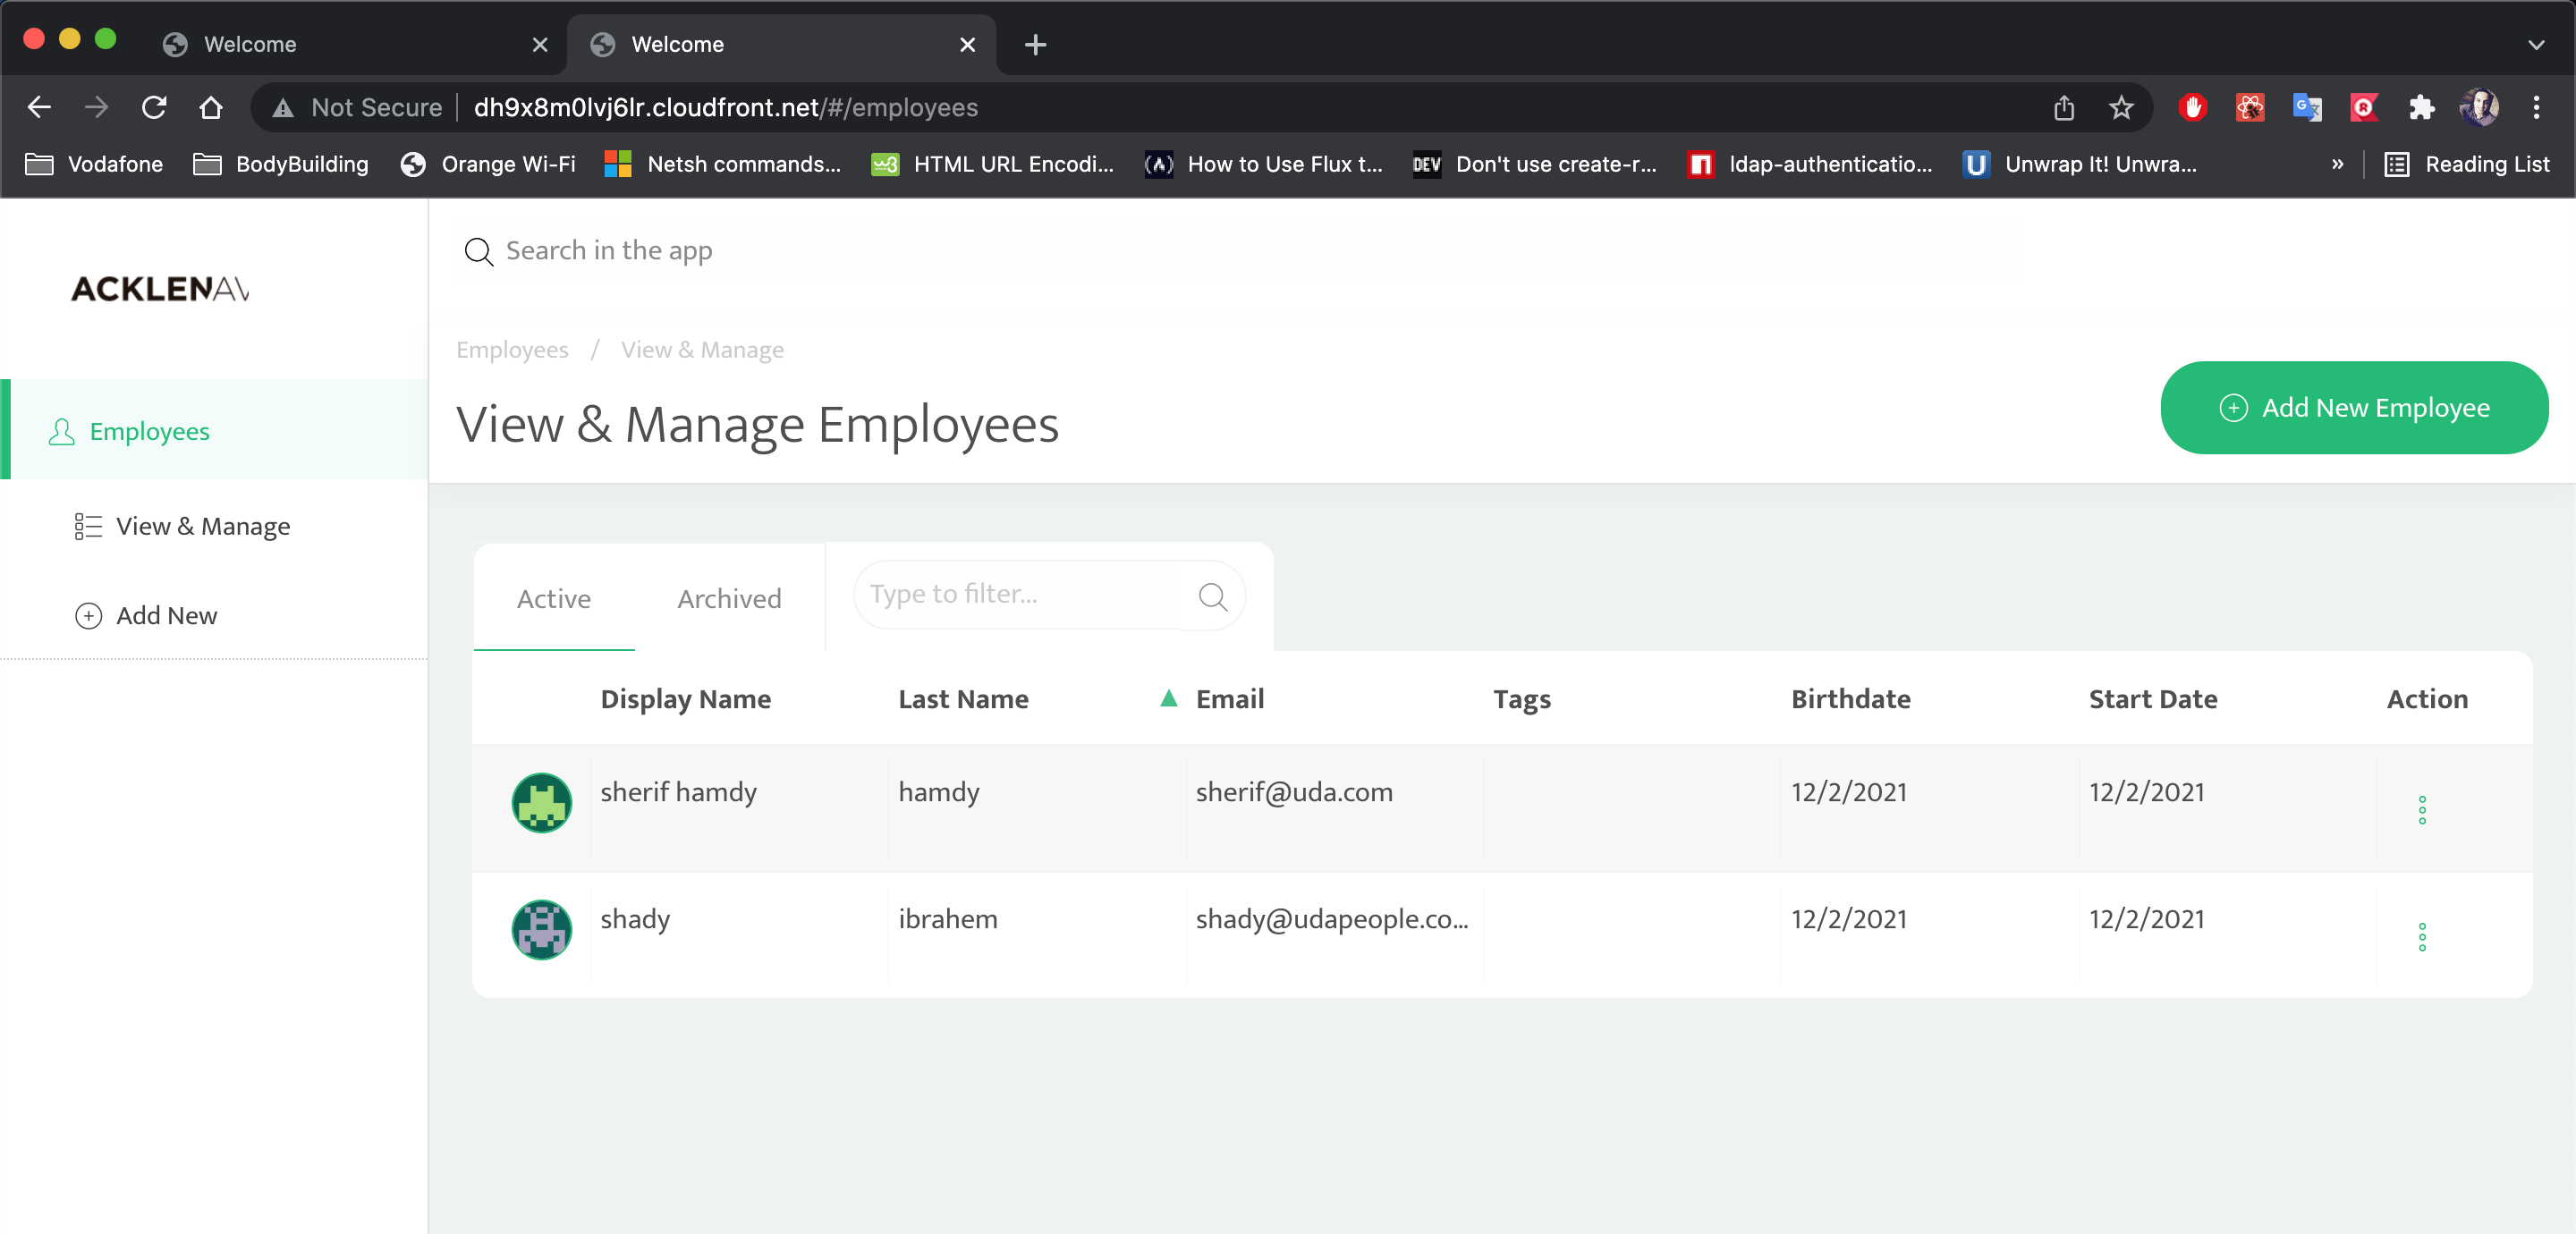 Welcome
Welcome
Not Secure dh9x8m0lvj6lr.cloudfront.net/#/employees
Vodafone BodyBuilding Orange Wi-Fi Netsh commands... HTML URL Encodi... How to Use Flux t... DEV Don't use create-r... ldap-authenticatio... Unwrap It! Unwra... » Reading List
Search in the app
ACKLENAV
Employees / View & Manage
View & Manage Employees
Add New Employee
Employees
View & Manage
Add New
Active Archived Type to filter...
Display Name Last Name Email Tags Birthdate Start Date Action
sherif hamdy hamdy sherif@uda.com 12/2/2021 12/2/2021
shady ibrahem shady@udapeople.co... 12/2/2021 12/2/2021